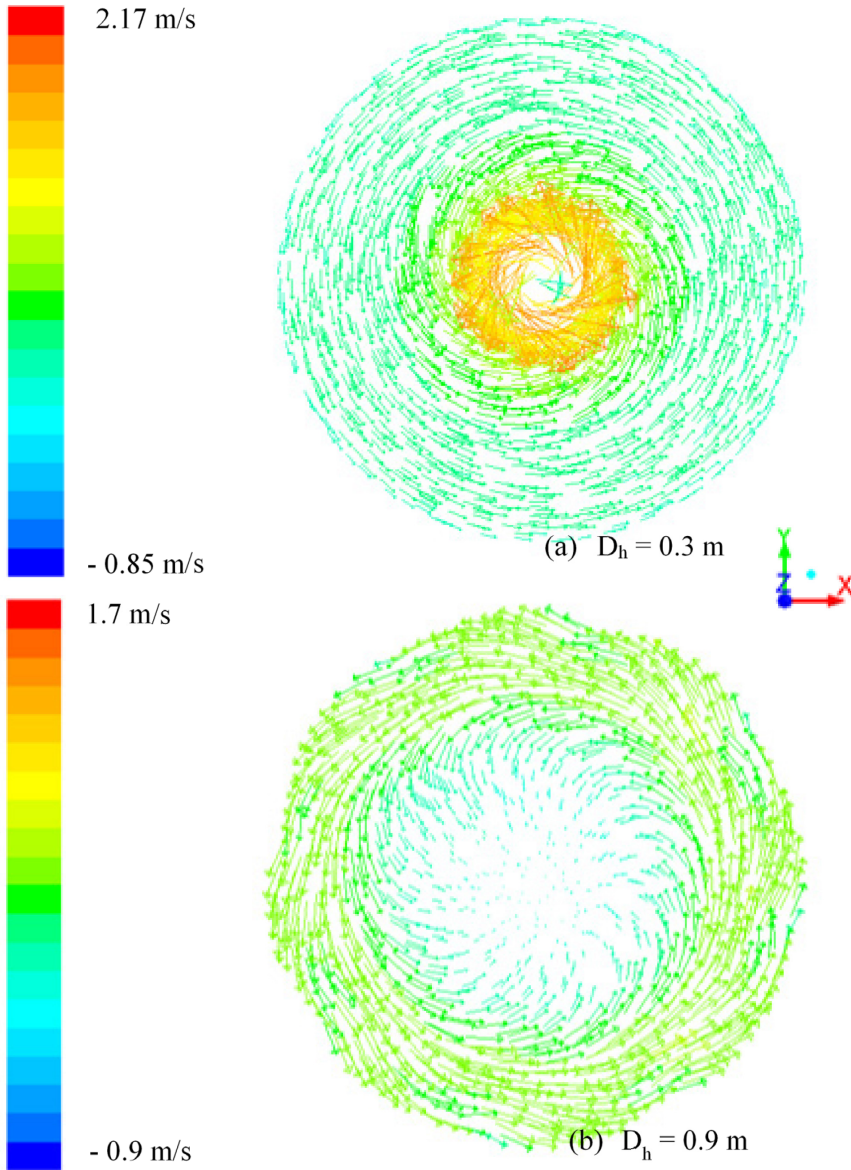 2.17 m/s
(a) Dₕ = 0.3 m
- 0.85 m/s
Y
Z
X
1.7 m/s
(b) Dₕ = 0.9 m
- 0.9 m/s